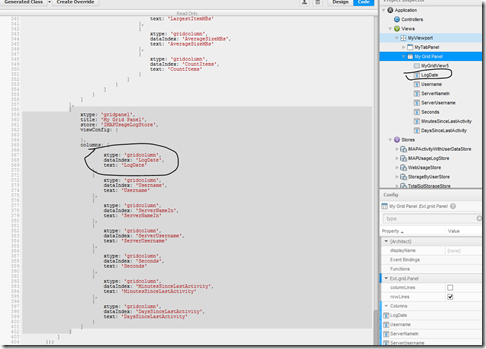 Generated Class
Create Override
Design
Code
Project Inspector
Read Only
text: "LargestItemMBs"
xtype: 'gridcolumn',
dataIndex: 'AverageSizeMBs',
text: "AverageSizeMBs"
xtype: 'gridcolumn',
dataIndex: 'CountItems',
text: "CountItems"
xtype: 'gridpanel',
title: 'My Grid Panel',
store: 'IMAPUsageLogStore',
viewConfig: {
},
columns: [
xtype: 'gridcolumn',
dataIndex: 'LogDate',
text: "LogDate"
xtype: 'gridcolumn',
dataIndex: 'Username',
text: "Username"
xtype: 'gridcolumn',
dataIndex: 'ServerNameIn',
text: "ServerNameIn"
xtype: 'gridcolumn',
dataIndex: 'ServerUsername',
text: "ServerUsername"
xtype: 'gridcolumn',
dataIndex: 'Seconds',
text: "Seconds"
xtype: 'gridcolumn',
dataIndex: 'MinutesSinceLastActivity',
text: "MinutesSinceLastActivity"
xtype: 'gridcolumn',
dataIndex: 'DaysSinceLastActivity',
text: "DaysSinceLastActivity"
Application
Controllers
Views
MyViewport
MyTabPanel
My Grid Panel
MyGridView5
LogDate
Username
ServerNameIn
ServerUsername
Seconds
MinutesSinceLastActivity
DaysSinceLastActivity
Stores
IMAPActivityWithUserDataStore
IMAPUsageLogStore
WebUsageStore
StorageByUserStore
TotalSqlStorageStore
Config
My Grid Panel Ext.grid.Panel
type
Property
Value
(Architect)
displayName
(none)
Event Bindings
Functions
Ext.grid.Panel
columnLines
rowLines
Columns
LogDate
Username
ServerNameIn
ServerUsername